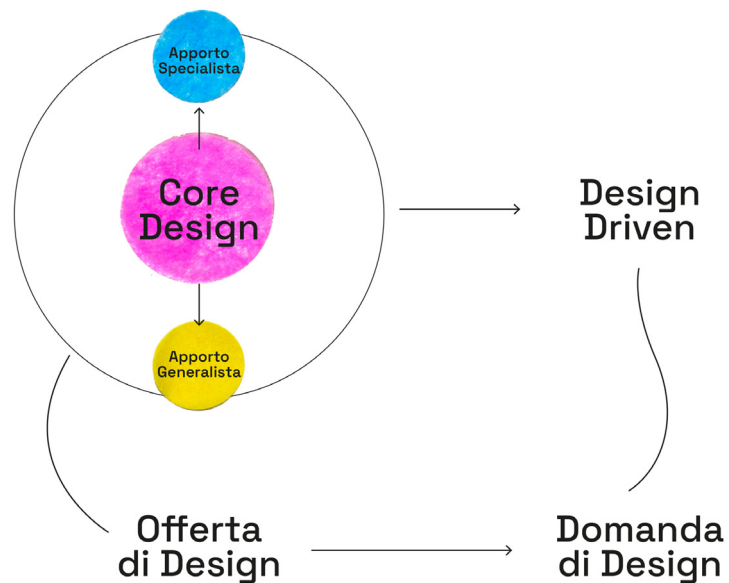 Apporto
Specialista
Core
Design
Design
Driven
Apporto
Generalista
Offerta
di Design
Domanda
di Design